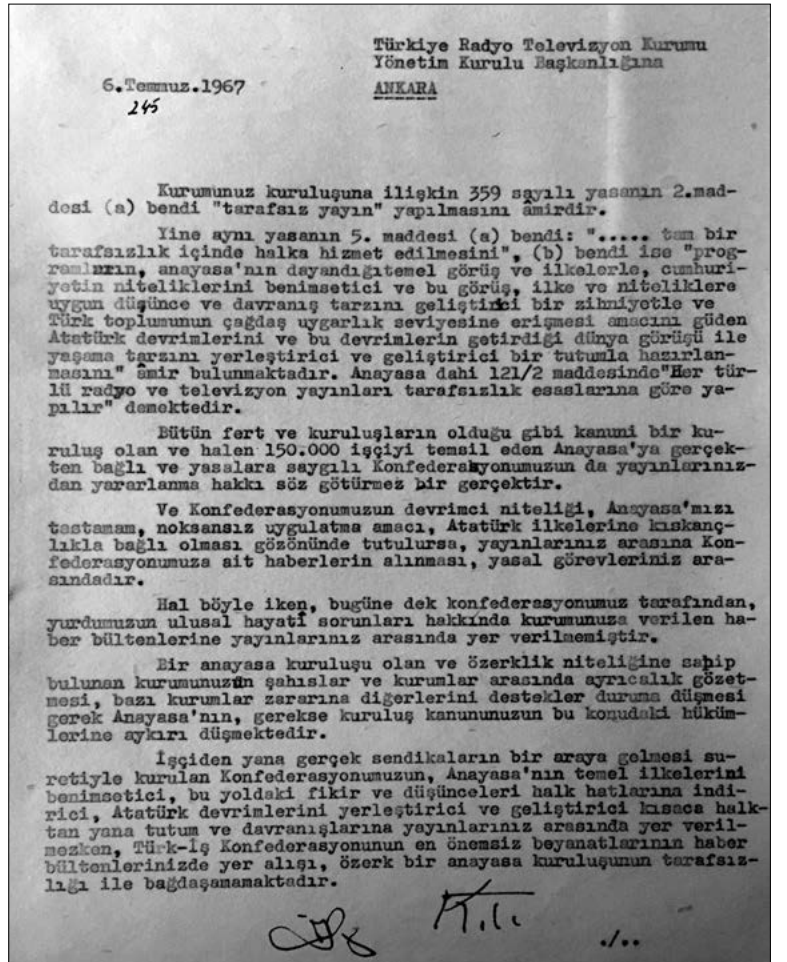 Türkiye Radyo Televizyon Kurumu
Yönetim Kurulu Başkanlığına
6.Temmuz.1967
ANKARA
245
Kurumunuz kuruluşuna ilişkin 359 sayılı yasanın 2.mad-
desi (a) bendi "tarafsız yayın" yapılmasını âmirdir.
Yine aynı yasanın 5. maddesi (a) bendi: "..... tam bir
tarafsızlık içinde halka hizmet edilmesini", (b) bendi ise "prog-
ramların, anayasa'nın dayandığıtemel görüş ve ilkelerle, cumhuri-
yetin niteliklerini benimsetici ve bu görüş, ilke ve niteliklere
uygun düşünce ve davranış tarzını geliştirici bir zihniyetle ve
Türk toplumunun çağdaş uygarlık seviyesine erişmesi amacını güden
Atatürk devrimlerini ve bu devrimlerin getirdiği dünya görüşü ile
yaşama tarzını yerleştirici ve geliştirici bir tutumla hazırlan-
masını" âmir bulunmaktadır. Anayasa dahi 121/2 maddesinde"Her tür-
lü radyo ve televizyon yayınları tarafsızlık esaslarına göre ya-
pılır" demektedir.
Bütün fert ve kuruluşların olduğu gibi kanuni bir ku-
ruluş olan ve halen 150.000 işçiyi temsil eden Anayasa'ya gerçek-
ten bağlı ve yasalara saygılı Konfederasyonumuzun da yayınlarınız-
dan yararlanma hakkı söz götürmez bir gerçektir.
Ve Konfederasyonumuzun devrimci niteliği, Anayasa'mızı
tastamam, noksansız uygulatma amacı, Atatürk ilkelerine kıskanç-
lıkla bağlı olması gözönünde tutulursa, yayınlarınız arasına Kon-
federasyonumuza ait haberlerin alınması, yasal görevleriniz ara-
sındadır.
Hal böyle iken, bugüne dek konfederasyonumuz tarafından,
yurdumuzun ulusal hayati sorunları hakkında kurumunuza verilen ha-
ber bültenlerine yayınlarınız arasında yer verilmemiştir.
Bir anayasa kuruluşu olan ve özerklik niteliğine sahip
bulunan kurumunuzun şahıslar ve kurumlar arasında ayrıcalık gözet-
mesi, bazı kurumlar zararına diğerlerini destekler duruma düşmesi
gerek Anayasa'nın, gerekse kuruluş kanununuzun bu konudaki hüküm-
lerine aykırı düşmektedir.
İşçiden yana gerçek sendikaların bir araya gelmesi su-
retiyle kurulan Konfederasyonumuzun, Anayasa'nın temel ilkelerini
benimsetici, bu yoldaki fikir ve düşünceleri halk hatlarına indi-
rici, Atatürk devrimlerini yerleştirici ve geliştirici kısaca halk-
tan yana tutum ve davranışlarına yayınlarınız arasında yer veril-
mezken, Türk-İş Konfederasyonunun en önemsiz beyanatlarının haber
bültenlerinizde yer alışı, özerk bir anayasa kuruluşunun tarafsız-
lığı ile bağdaşamamaktadır.
./..